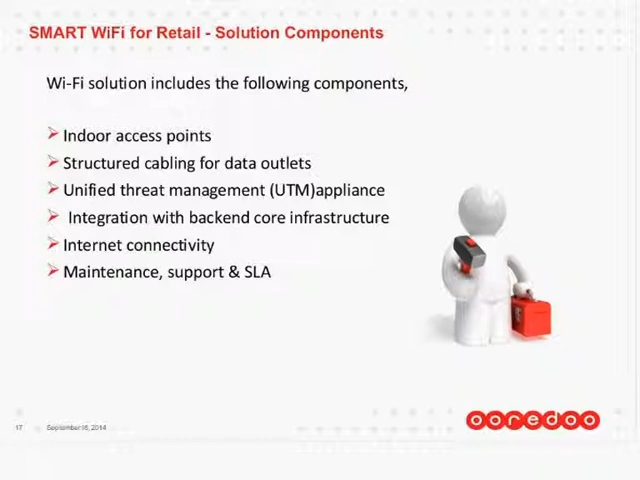 SMART WiFi for Retail - Solution Components
Wi-Fi solution includes the following components,
Indoor access points
Structured cabling for data outlets
Unified threat management (UTM)appliance
Integration with backend core infrastructure
Internet connectivity
Maintenance, support & SLA
17 September 16, 2014
ooredoo